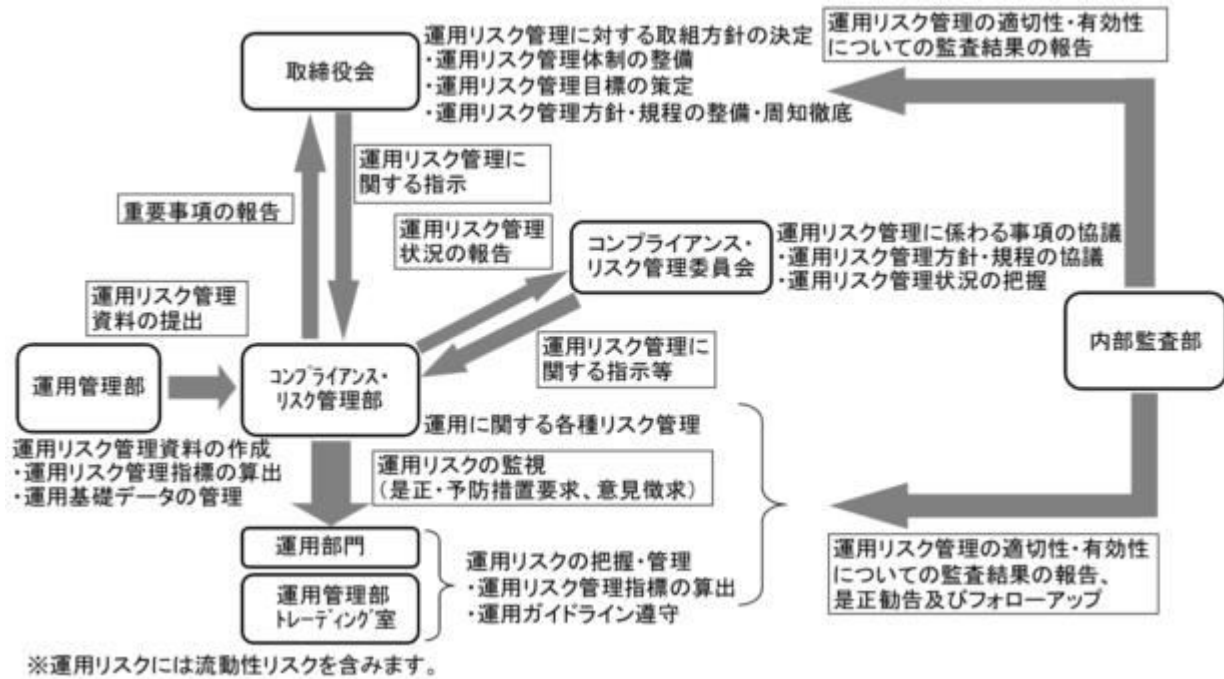 取締役会
運用リスク管理に対する取組方針の決定
・運用リスク管理体制の整備
・運用リスク管理目標の策定
・運用リスク管理方針・規程の整備・周知徹底
運用リスク管理の適切性・有効性
についての監査結果の報告
運用リスク管理に
関する指示
重要事項の報告
運用リスク管理
状況の報告
コンプライアンス・
リスク管理委員会
運用リスク管理に係わる事項の協議
・運用リスク管理方針・規程の協議
・運用リスク管理状況の把握
運用リスク管理
資料の提出
内部監査部
運用管理部
コンプライアンス・
リスク管理部
運用リスク管理に
関する指示等
運用に関する各種リスク管理
運用リスク管理資料の作成
・運用リスク管理指標の算出
・運用基礎データの管理
運用リスクの監視
(是正・予防措置要求、意見徴求)
運用部門
運用管理部
トレーディング室
運用リスクの把握・管理
・運用リスク管理指標の算出
・運用ガイドライン遵守
運用リスク管理の適切性・有効性
についての監査結果の報告、
是正勧告及びフォローアップ
※運用リスクには流動性リスクを含みます。